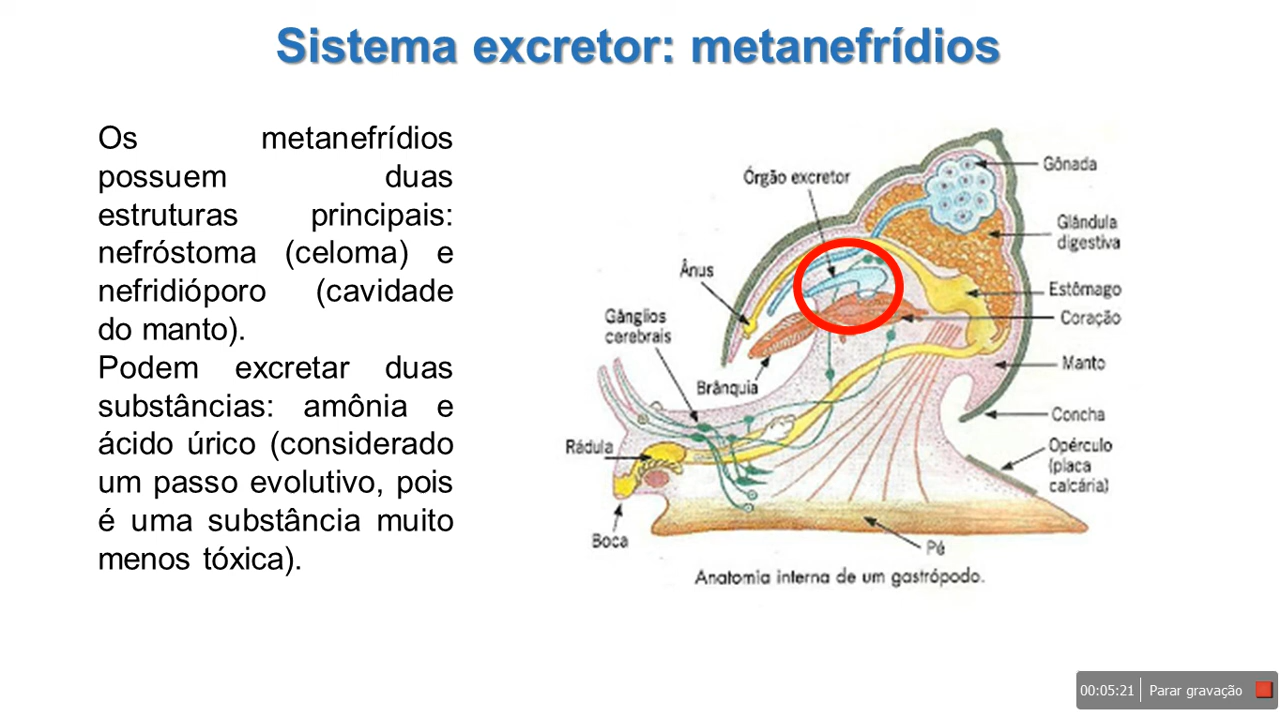 Sistema excretor: metanefrídios
Os metanefrídios
possuem duas
estruturas principais:
nefróstoma (celoma) e
nefridióporo (cavidade
do manto).
Podem excretar duas
substâncias: amônia e
ácido úrico (considerado
um passo evolutivo, pois
é uma substância muito
menos tóxica).
Gônada
Órgão excretor
Glândula
digestiva
Ânus
Estômago
Gângiios
cerebrais
Coração
Manto
Brânquia
Concha
Rádula
Opérculo
(placa
calcária)
Boca
Pé
Anatomia interna de um gastrópodo.
00:05:21 Parar gravação